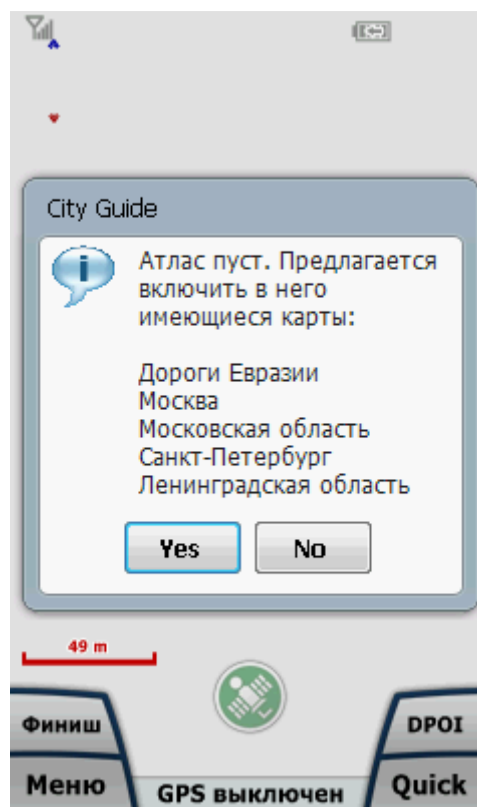 City Guide
Атлас пуст. Предлагается
включить в него
имеющиеся карты:
Дороги Евразии
Москва
Московская область
Санкт-Петербург
Ленинградская область
Yes No
49 m
Финиш DPOI
Меню GPS выключен Quick